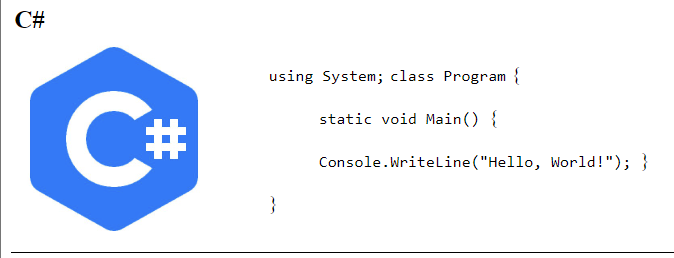 C#
C#
using System; class Program {
static void Main() {
Console.WriteLine("Hello, World!"); }
}